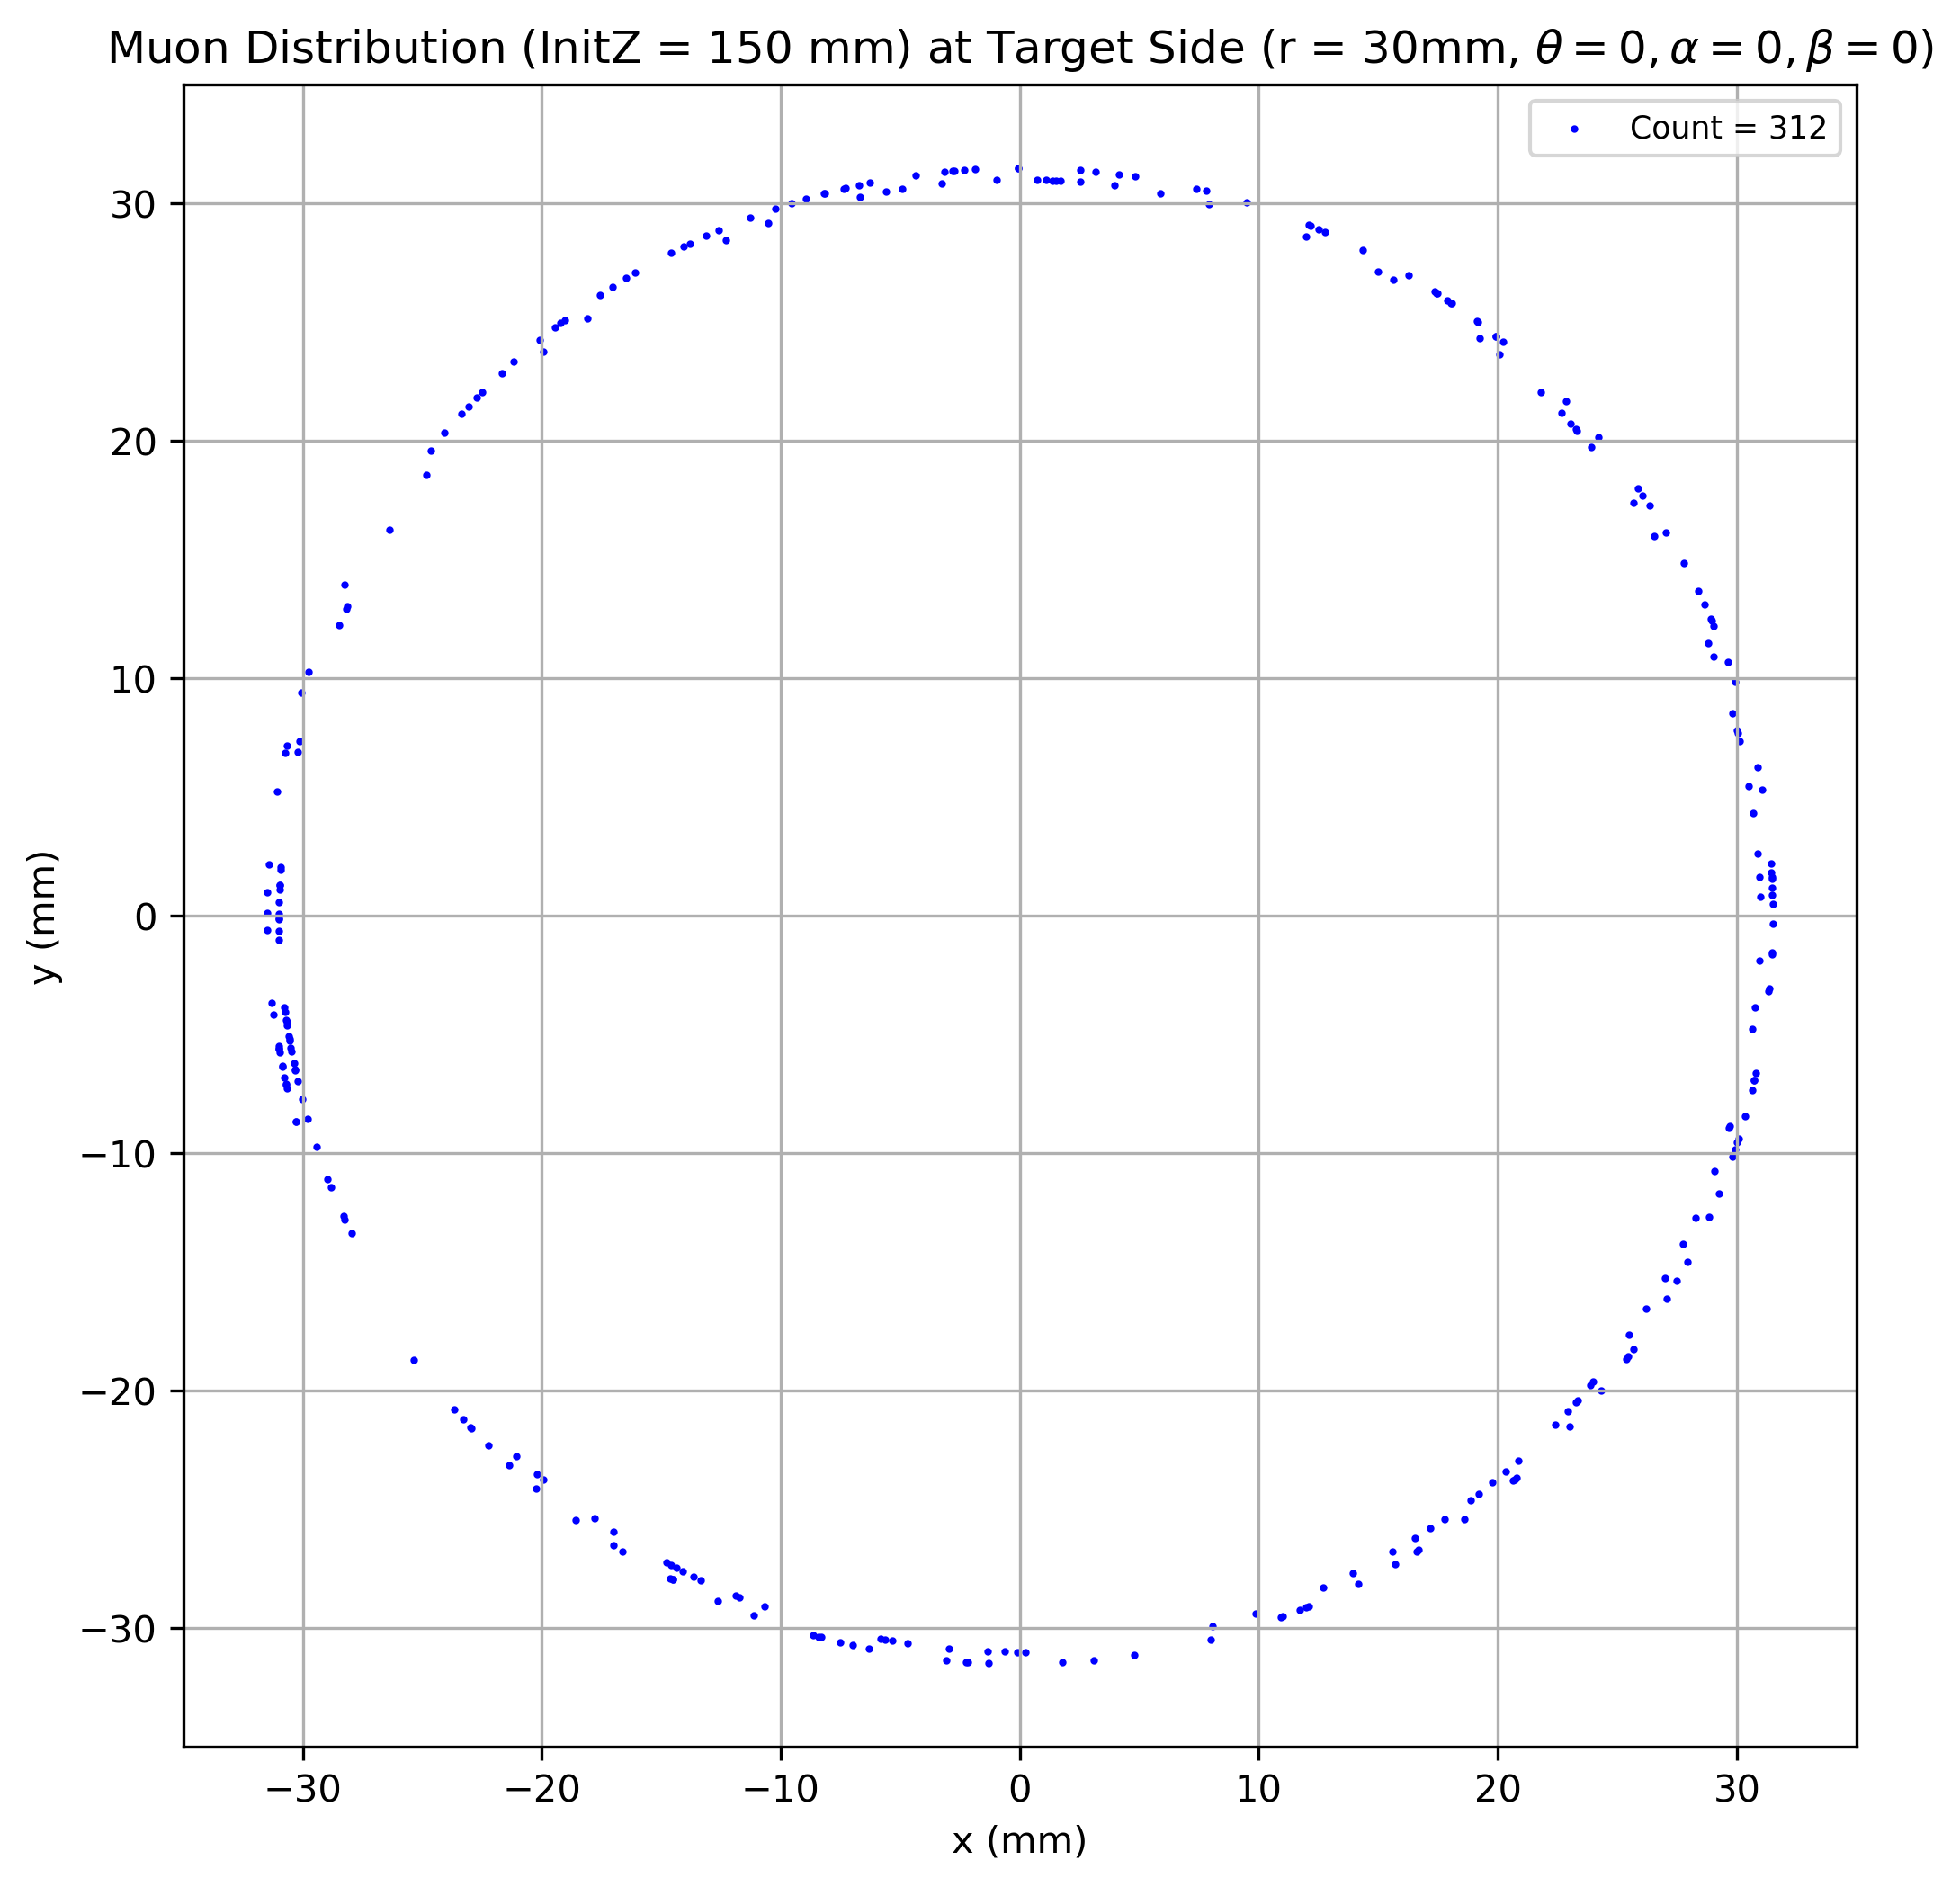 Muon Distribution (InitZ = 150 mm) at Target Side (r = 30mm, θ = 0, α = 0, β = 0)
Count = 312
30
20
10
0
−10
−20
−30
y (mm)
−30 −20 −10 0 10 20 30
x (mm)